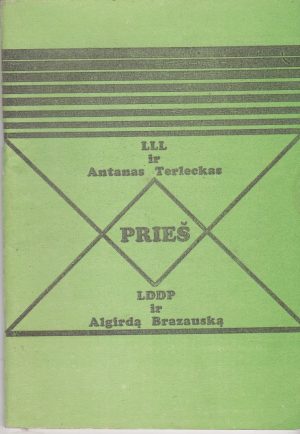 LLL
ir
Antanas Terleckas
PRIEŠ
LDDP
ir
Algirdą Brazauską